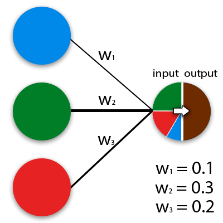 w₁
input output
w₂
w₃
w₁ = 0.1
w₂ = 0.3
w₃ = 0.2